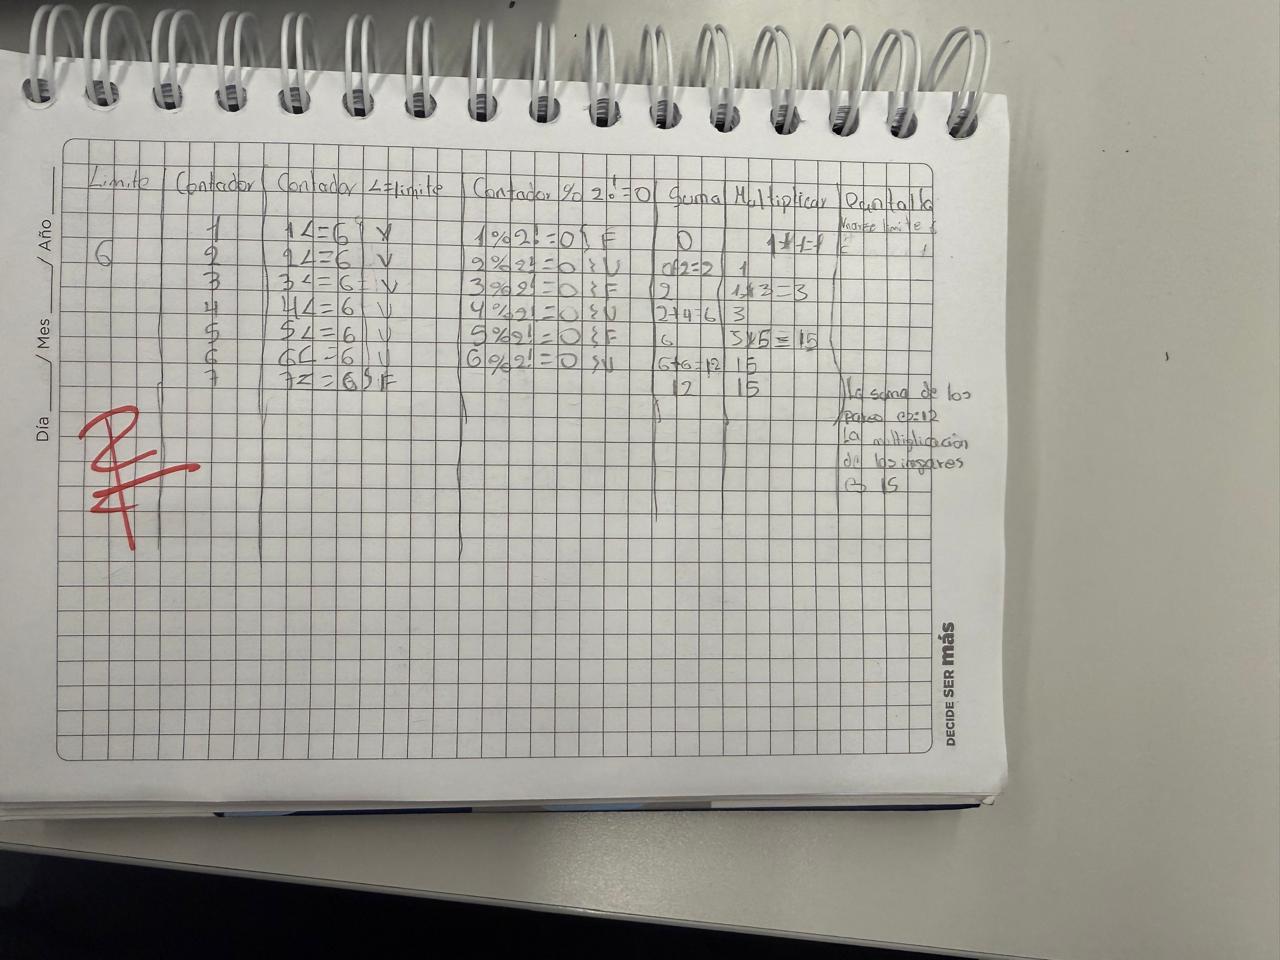 Limite Contador Contador <=limite Contador % 2!=0 Suma Multiplicar Pantalla
limite
1 1<=6 V 1%2!=0 F 0 1*1=1
6 2 2<=6 V 2%2!=0 V 0+2=2 1
3 3<=6 V 3%2!=0 F 2 1*3=3
4 4<=6 V 4%2!=0 V 2+4=6 3
5 5<=6 V 5%2!=0 F 6 3*5=15
6 6<=6 V 6%2!=0 V 6+6=12 15
7 7<=6 F 12 15
La suma de los
pares es=12
La multiplicación
de los impares
es 15
Día ___/ Mes ___/ Año ___
DECIDE SER más